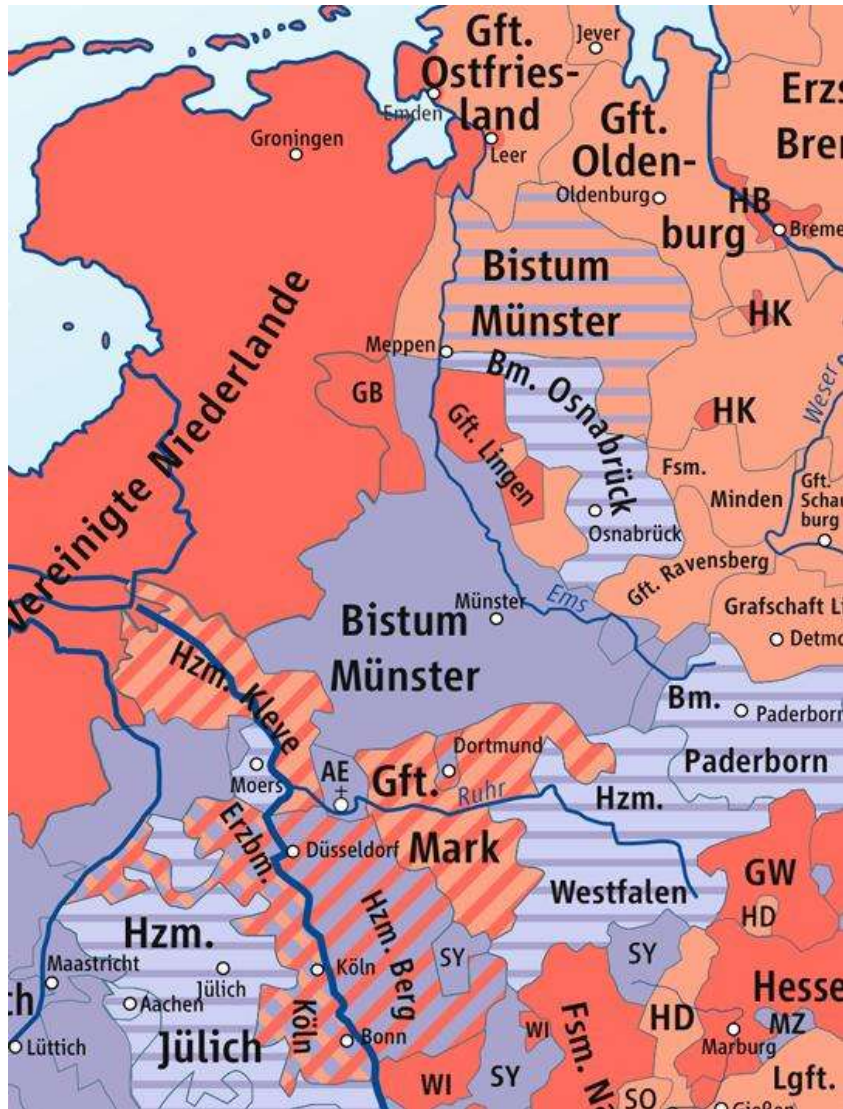 Gft.
Ostfries-
land
Jever
Emden
Leer
Groningen
Gft.
Olden-
burg
Oldenburg
Erzs
Bre
HB
Breme
Bistum
Münster
HK
HK
Meppen
Bm. Osnabrück
Weser
GB
Gft. Lingen
Vereinigte Niederlande
Fsm.
Minden
Gft.
Schau
burg
Osnabrück
Gft. Ravensberg
Ems
Münster
Grafschaft Li
Detmo
Bistum
Münster
Hzm. Kleve
Bm.
Paderborn
Paderborn
Dortmund
AE
Moers
Gft.
Ruhr
Hzm.
Erzbm.
Düsseldorf
Mark
Westfalen
GW
HD
Hzm.
Hzm. Berg
SY
SY
Maastricht
Jülich
Köln
Hesse
ch
Aachen
Köln
Fsm. Na
HD
MZ
Marburg
Lüttich
Jülich
Bonn
WI
WI
SY
Lgft.
SO
Gießen